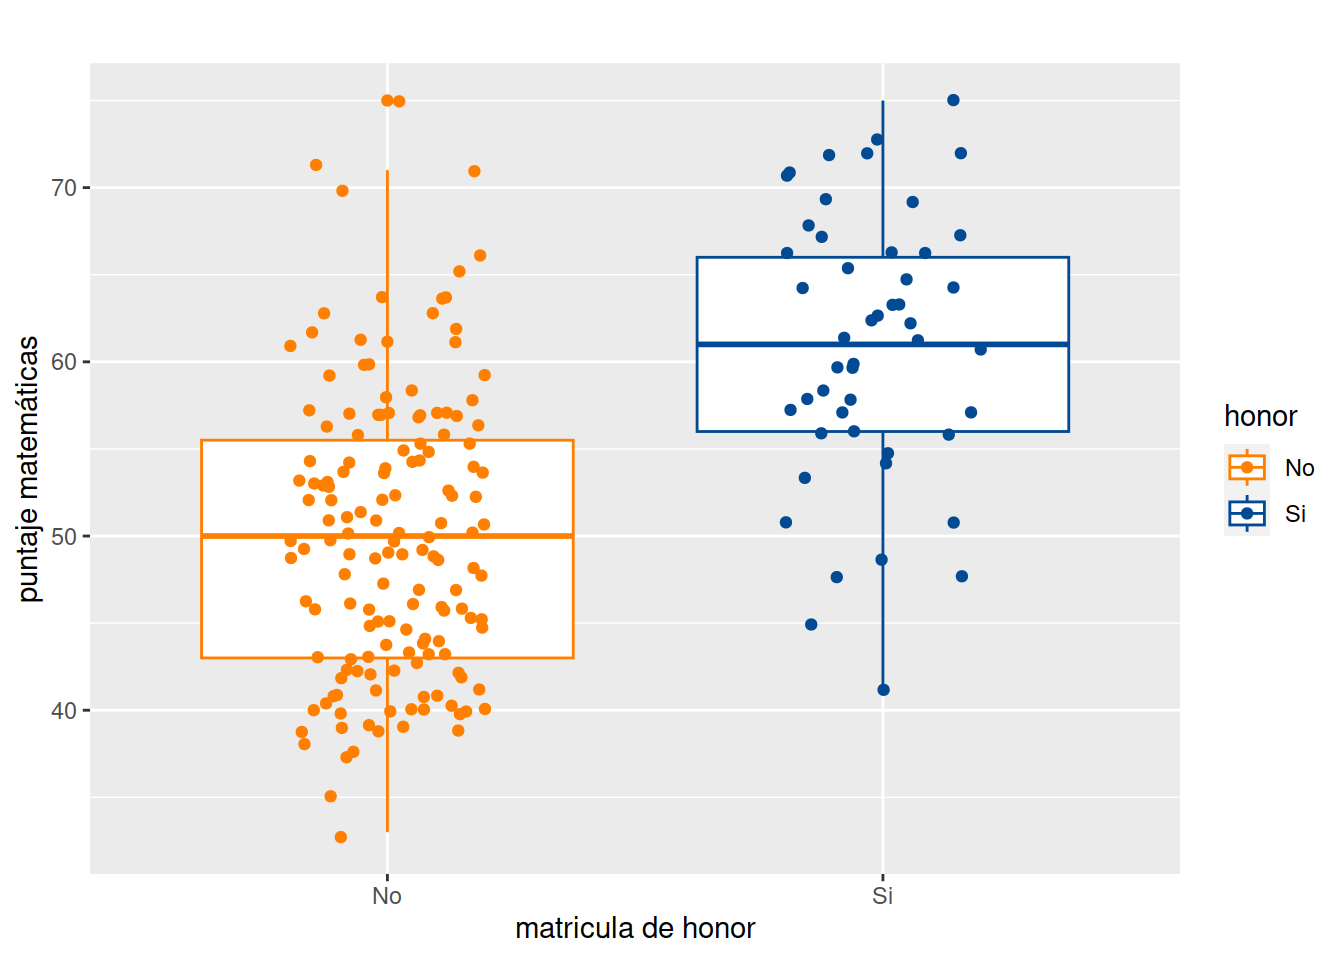 puntaje matemáticas
70
60
50
40
No
Si
matricula de honor
honor
No
Si